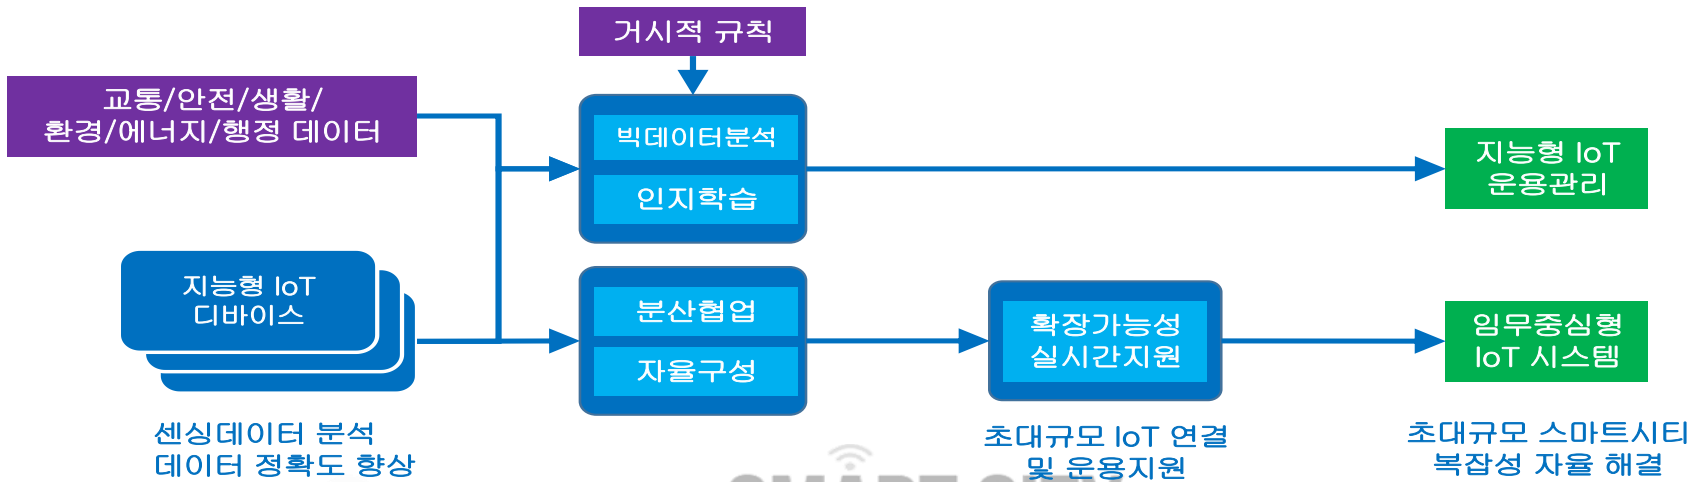 거시적 규칙
교통/안전/생활/
환경/에너지/행정 데이터
빅데이터분석
인지학습
지능형 IoT
운용관리
지능형 IoT
디바이스
분산협업
자율구성
확장가능성
실시간지원
임무중심형
IoT 시스템
센싱데이터 분석
데이터 정확도 향상
초대규모 IoT 연결
및 운용지원
초대규모 스마트시티
복잡성 자율 해결
SMART CITY